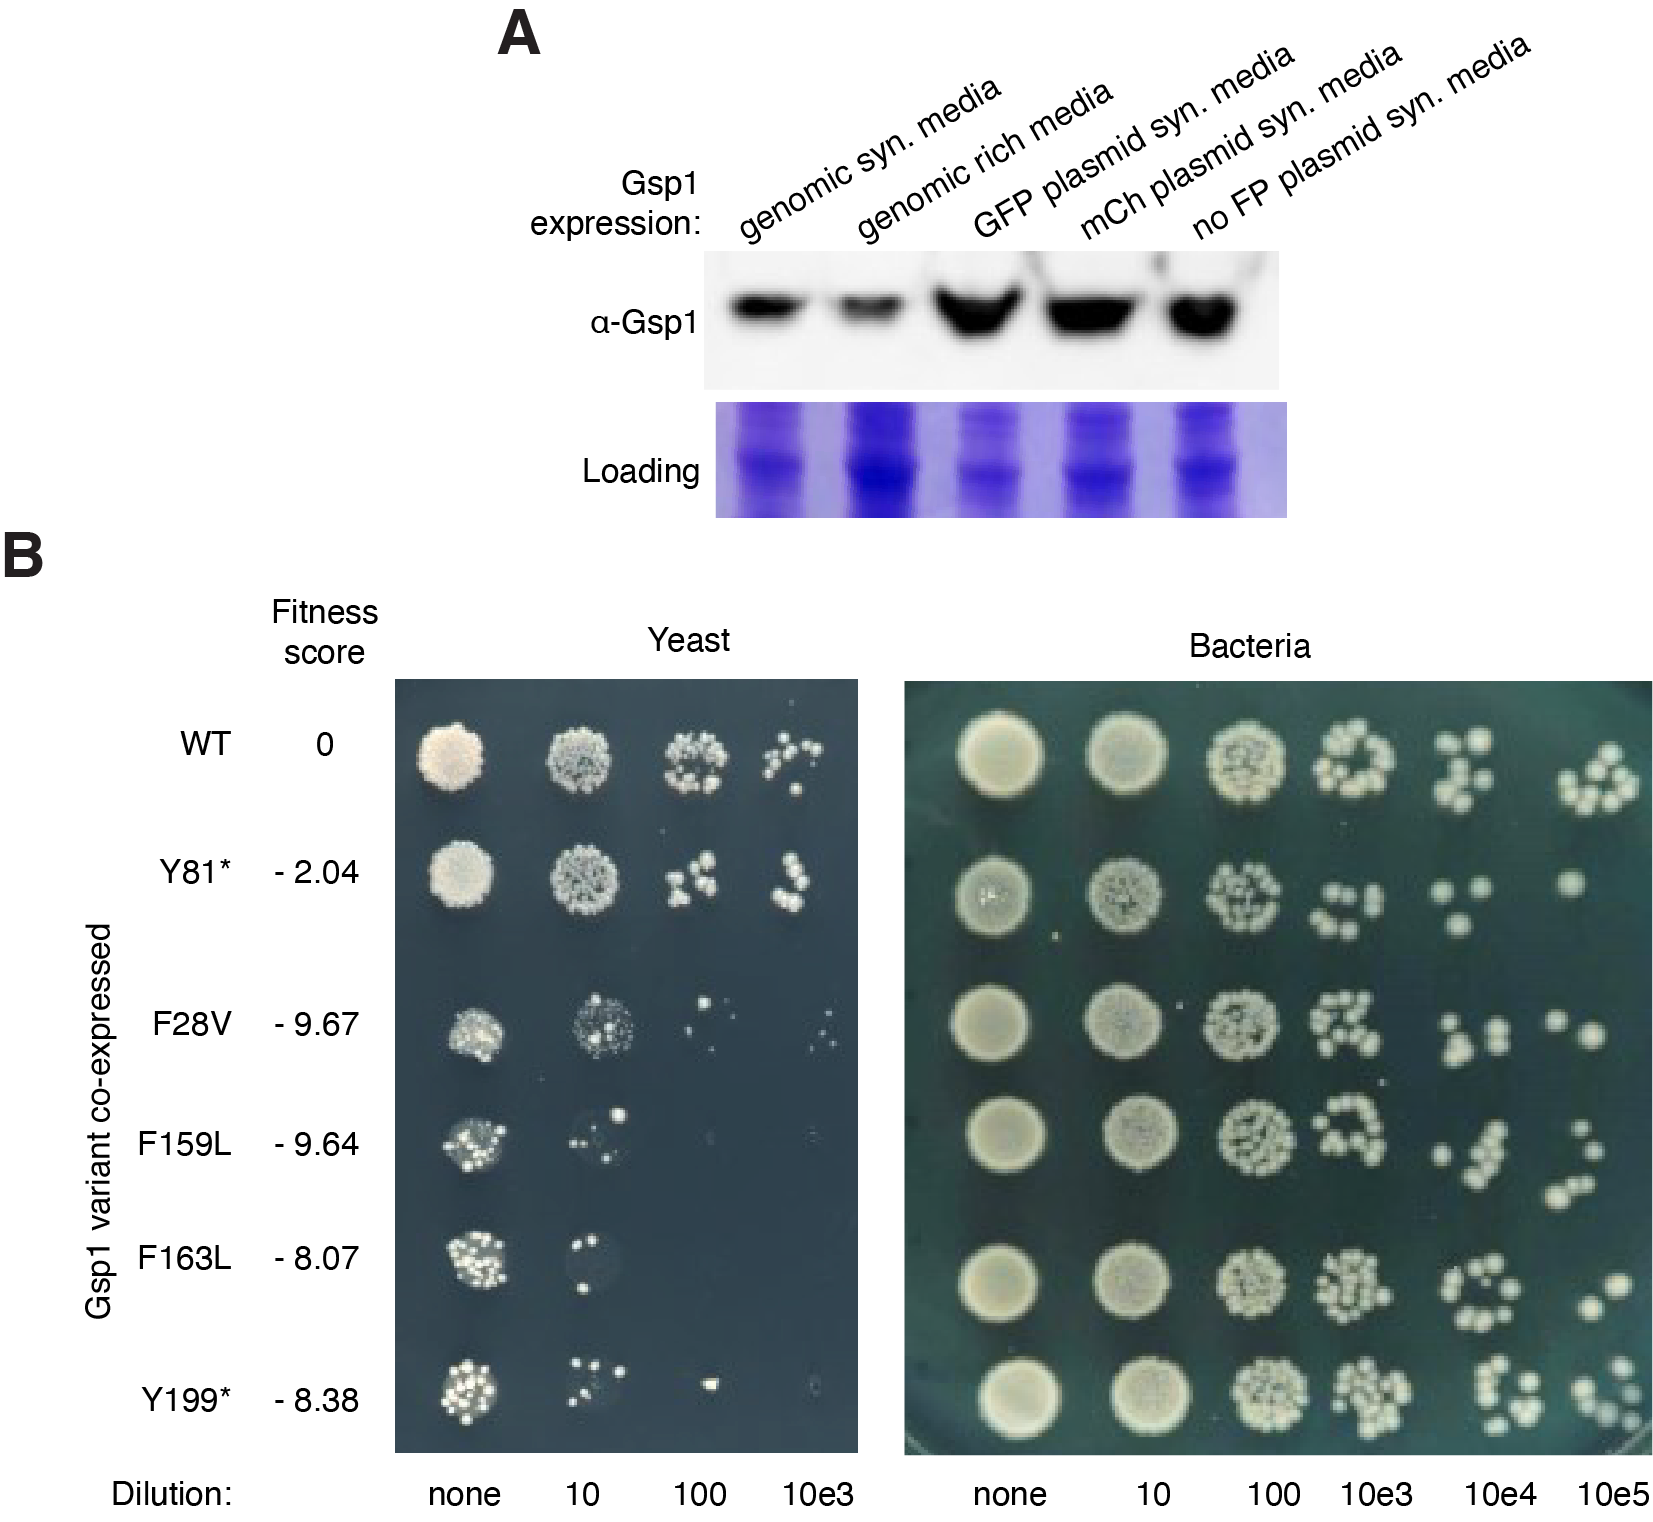 A
genomic syn. media
genomic rich media
GFP plasmid syn. media
mCh plasmid syn. media
no FP plasmid syn. media
Gsp1
expression:
α-Gsp1
Loading
B
Fitness
score
Yeast
Bacteria
WT 0
Y81* - 2.04
F28V - 9.67
F159L - 9.64
F163L - 8.07
Y199* - 8.38
Gsp1 variant co-expressed
Dilution: none 10 100 10e3 none 10 100 10e3 10e4 10e5